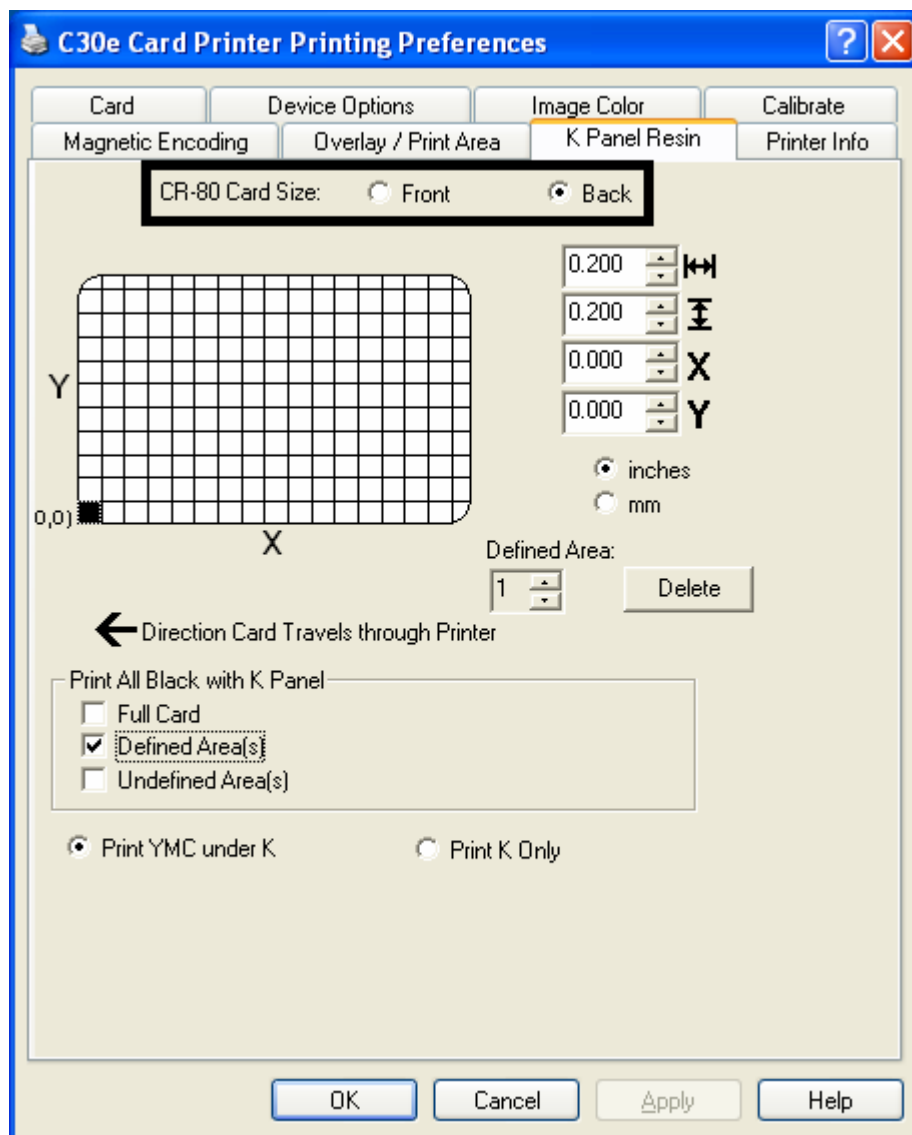 C30e Card Printer Printing Preferences
Card Device Options Image Color Calibrate
Magnetic Encoding Overlay / Print Area K Panel Resin Printer Info
CR-80 Card Size: Front Back
0.200
0.200
0.000 X
0.000 Y
Y
inches
mm
0,0)
X
Defined Area:
1 Delete
Direction Card Travels through Printer
Print All Black with K Panel
Full Card
Defined Area(s)
Undefined Area(s)
Print YMC under K Print K Only
OK Cancel Apply Help